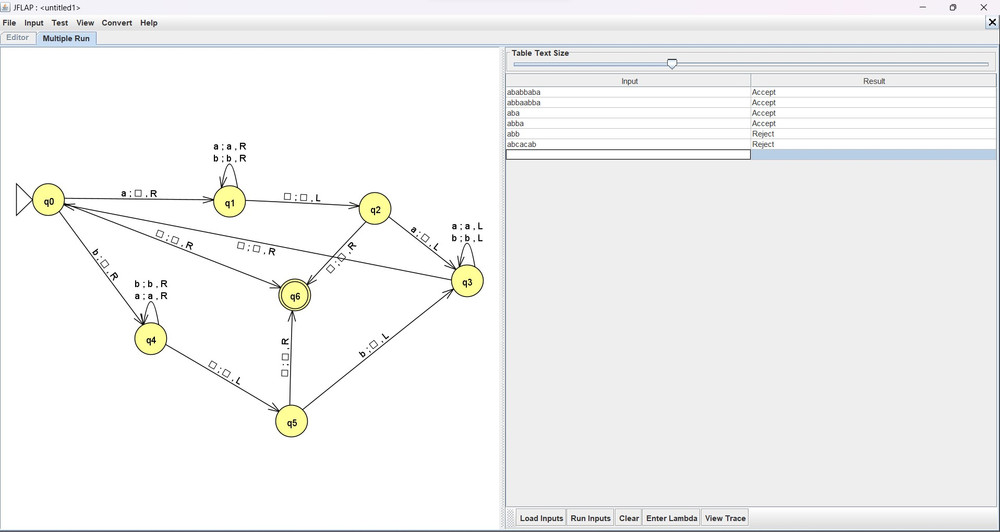 JFLAP : <untitled1>
File Input Test View Convert Help
Editor Multiple Run
Table Text Size
Input Result
ababbaba Accept
abbaabba Accept
aba Accept
abba Accept
abb Reject
abcacab Reject
a ; a , R
b ; b , R
q0
a ; □ , R
q1
□ ; □ , L
q2
a ; □ , L
a ; a , L
b ; b , L
□ ; □ , R
□ ; □ , R
□ ; □ , R
b ; □ , R
q3
q6
b ; b , R
a ; a , R
q4
□ ; □ , L
□ ; □ , R
b ; □ , L
q5
Load Inputs Run Inputs Clear Enter Lambda View Trace